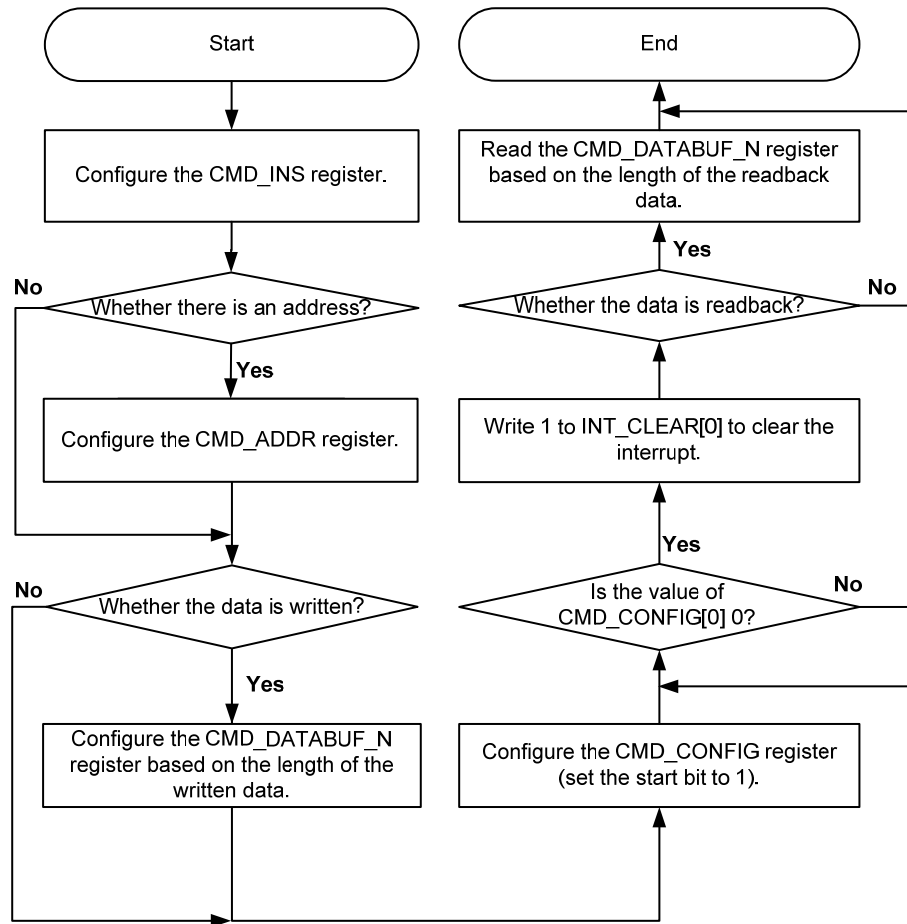 Start
Configure the CMD_INS register.
No
Whether there is an address?
Yes
Configure the CMD_ADDR register.
No
Whether the data is written?
Yes
Configure the CMD_DATABUF_N
register based on the length of the
written data.
End
Read the CMD_DATABUF_N register
based on the length of the readback
data.
Yes
Whether the data is readback?
No
Write 1 to INT_CLEAR[0] to clear the
interrupt.
Yes
Is the value of
CMD_CONFIG[0] 0?
No
Configure the CMD_CONFIG register
(set the start bit to 1).